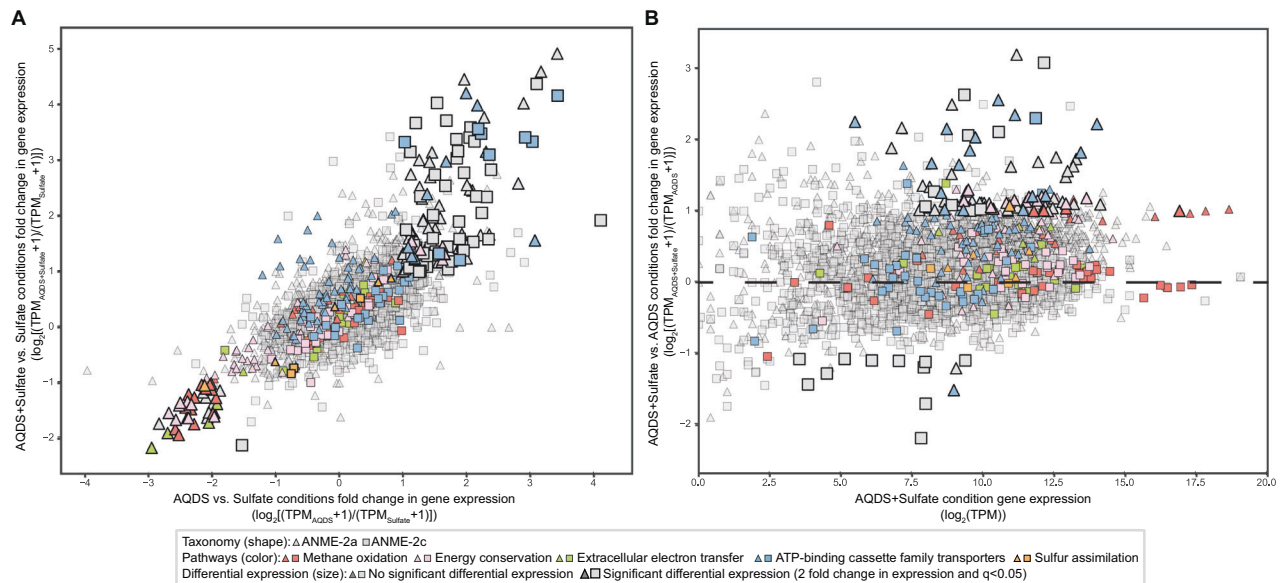 A
AQDS+Sulfate vs. Sulfate conditions fold change in gene expression
(log2[(TPMAQDS+Sulfate+1)/(TPMSulfate+1)])
5
4
3
2
1
0
−1
−2
−4 −3 −2 −1 0 1 2 3 4
AQDS vs. Sulfate conditions fold change in gene expression
(log2[(TPMAQDS+1)/(TPMSulfate+1)])
B
AQDS+Sulfate vs. AQDS conditions fold change in gene expression
(log2[(TPMAQDS+Sulfate+1)/(TPMAQDS+1)])
3
2
1
0
−1
−2
0.0 2.5 5.0 7.5 10.0 12.5 15.0 17.5 20.0
AQDS+Sulfate condition gene expression
(log2(TPM))
Taxonomy (shape): ANME-2a ANME-2c
Pathways (color): Methane oxidation Energy conservation Extracellular electron transfer ATP-binding cassette family transporters Sulfur assimilation
Differential expression (size): No significant differential expression Significant differential expression (2 fold change in expression and q<0.05)